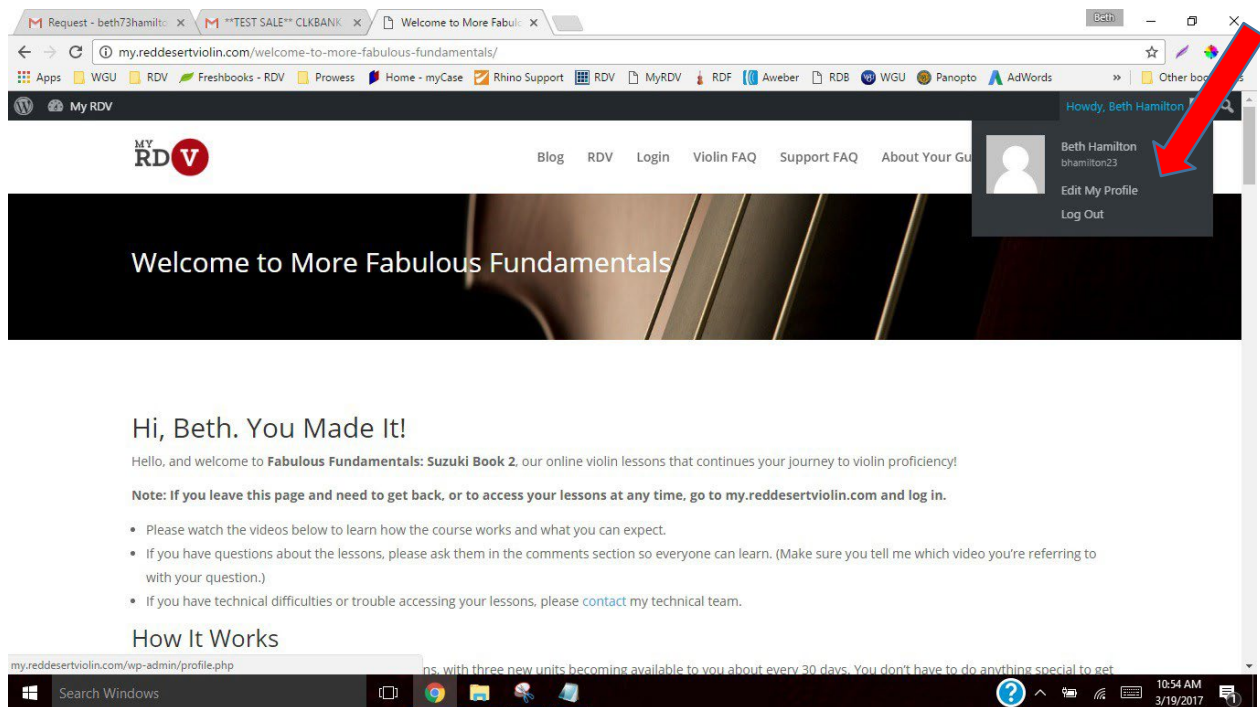 Request - beth73hamilto
**TEST SALE** CLKBANK
Welcome to More Fabulo
Beth
my.reddesertviolin.com/welcome-to-more-fabulous-fundamentals/
Apps WGU RDV Freshbooks - RDV Prowess Home - myCase Rhino Support RDV MyRDV RDF Aweber RDB WGU Panopto AdWords » Other boo
My RDV
Howdy, Beth Hamilton
MY
RD V
Blog RDV Login Violin FAQ Support FAQ About Your Gu
Beth Hamilton
bhamilton23
Edit My Profile
Log Out
Welcome to More Fabulous Fundamentals
Hi, Beth. You Made It!
Hello, and welcome to Fabulous Fundamentals: Suzuki Book 2, our online violin lessons that continues your journey to violin proficiency!
Note: If you leave this page and need to get back, or to access your lessons at any time, go to my.reddesertviolin.com and log in.
• Please watch the videos below to learn how the course works and what you can expect.
• If you have questions about the lessons, please ask them in the comments section so everyone can learn. (Make sure you tell me which video you're referring to
with your question.)
• If you have technical difficulties or trouble accessing your lessons, please contact my technical team.
How It Works
ns, with three new units becoming available to you about every 30 days. You don't have to do anything special to get
my.reddesertviolin.com/wp-admin/profile.php
Search Windows
10:54 AM
3/19/2017